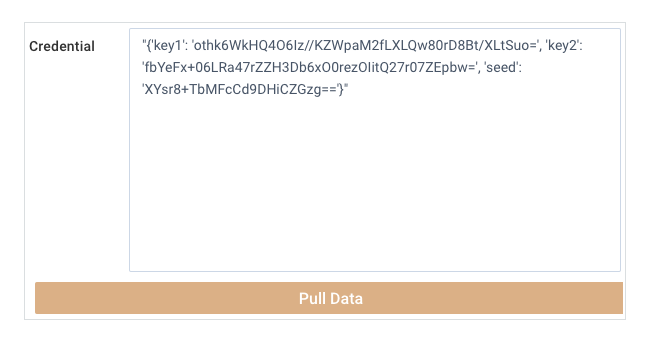 Credential
"{'key1': 'othk6WkHQ4O6Iz//KZWpaM2fLXLQw80rD8Bt/XLtSuo=', 'key2':
'fbYeFx+06LRa47rZZH3Db6xO0rezOIitQ27r07ZEpbw=', 'seed':
'XYsr8+TbMFcCd9DHiCZGzg=='}"
Pull Data